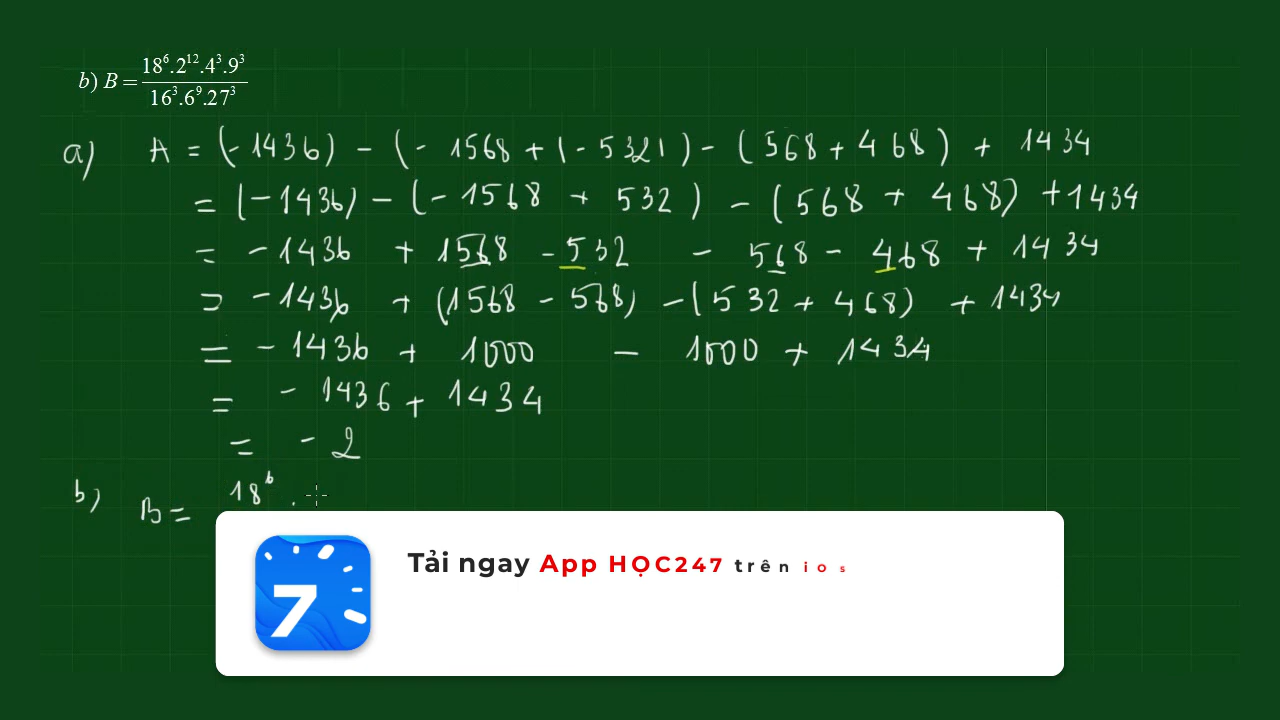 b) B = 18⁶.2¹².4³.9³ / 16³.6⁹.27³
a) A = (-1436) - (- 1568 + |-532|) - (568 + 468) + 1434
= (-1436) - (-1568 + 532) - (568 + 468) + 1434
= -1436 + 1568 - 532 - 568 - 468 + 1434
= -1436 + (1568 - 568) - (532 + 468) + 1434
= -1436 + 1000 - 1000 + 1434
= -1436 + 1434
= -2
b) B = 18⁶ .
Tải ngay App HỌC247 trên ios
7